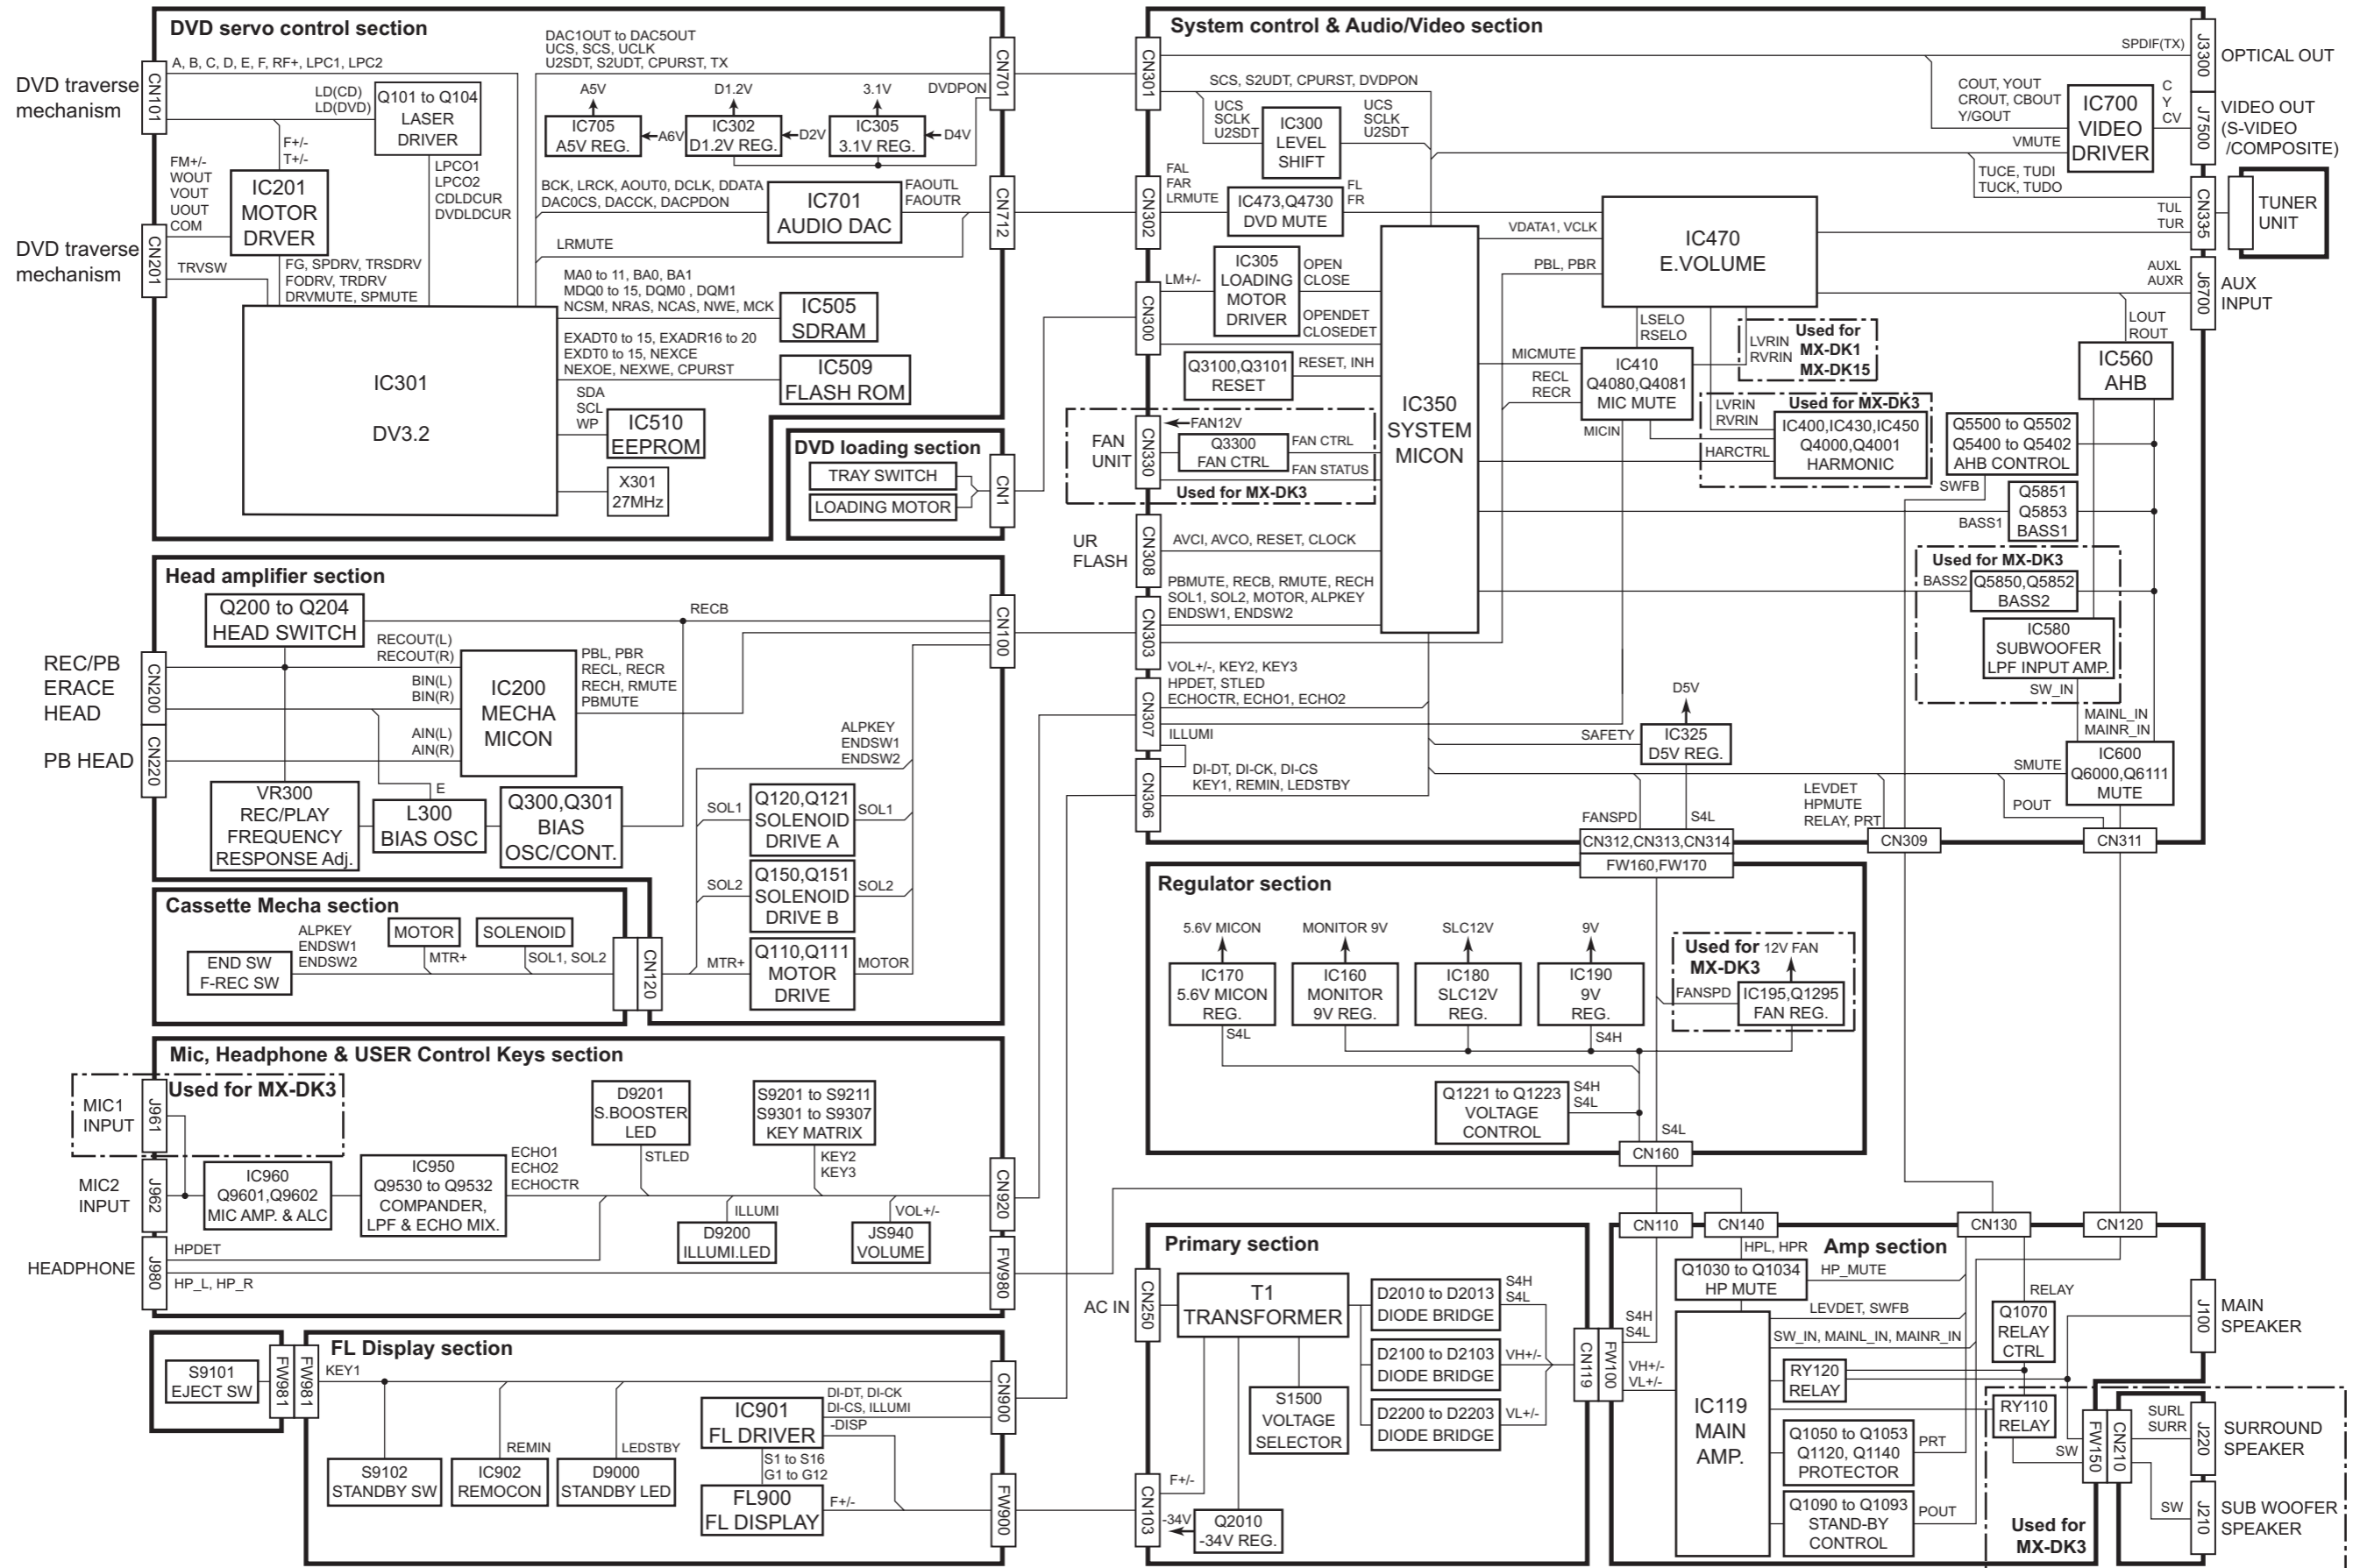 DVD servo control section
DVD traverse
mechanism
CN101
A, B, C, D, E, F, RF+, LPC1, LPC2
LD(CD)
LD(DVD)
Q101 to Q104
LASER
DRIVER
F+/-
T+/-
FM+/-
WOUT
VOUT
UOUT
COM
IC201
MOTOR
DRVER
LPCO1
LPCO2
CDLDCUR
DVDLDCUR
DVD traverse
mechanism
CN201
TRVSW
FG, SPDRV, TRSDRV
FODRV, TRDRV
DRVMUTE, SPMUTE
DAC1OUT to DAC5OUT
UCS, SCS, UCLK
U2SDT, S2UDT, CPURST, TX
A5V
D1.2V
3.1V
DVDPON
CN701
IC705
A5V REG.
A6V
IC302
D1.2V REG.
D2V
IC305
3.1V REG.
D4V
BCK, LRCK, AOUT0, DCLK, DDATA
DAC0CS, DACCK, DACPDON
IC701
AUDIO DAC
FAOUTL
FAOUTR
CN712
LRMUTE
MA0 to 11, BA0, BA1
MDQ0 to 15, DQM0 , DQM1
NCSM, NRAS, NCAS, NWE, MCK
IC505
SDRAM
EXADT0 to 15, EXADR16 to 20
EXDT0 to 15, NEXCE
NEXOE, NEXWE, CPURST
IC509
FLASH ROM
IC301
DV3.2
SDA
SCL
WP
IC510
EEPROM
X301
27MHz
DVD loading section
TRAY SWITCH
LOADING MOTOR
CN1
Head amplifier section
Q200 to Q204
HEAD SWITCH
RECB
CN100
RECOUT(L)
RECOUT(R)
REC/PB
ERACE
HEAD
CN200
BIN(L)
BIN(R)
IC200
MECHA
MICON
PBL, PBR
RECL, RECR
RECH, RMUTE
PBMUTE
PB HEAD
CN220
AIN(L)
AIN(R)
E
VR300
REC/PLAY
FREQUENCY
RESPONSE Adj.
L300
BIAS OSC
Q300,Q301
BIAS
OSC/CONT.
ALPKEY
ENDSW1
ENDSW2
SOL1
Q120,Q121
SOLENOID
DRIVE A
SOL1
SOL2
Q150,Q151
SOLENOID
DRIVE B
SOL2
MTR+
Q110,Q111
MOTOR
DRIVE
MOTOR
Cassette Mecha section
END SW
F-REC SW
ALPKEY
ENDSW1
ENDSW2
MOTOR
MTR+
SOLENOID
SOL1, SOL2
CN120
Mic, Headphone & USER Control Keys section
Used for MX-DK3
MIC1
INPUT
J961
MIC2
INPUT
J962
IC960
Q9601,Q9602
MIC AMP. & ALC
IC950
Q9530 to Q9532
COMPANDER,
LPF & ECHO MIX.
ECHO1
ECHO2
ECHOCTR
D9201
S.BOOSTER
LED
STLED
S9201 to S9211
S9301 to S9307
KEY MATRIX
KEY2
KEY3
CN920
ILLUMI
D9200
ILLUMI.LED
VOL+/-
JS940
VOLUME
HEADPHONE
J980
HPDET
HP_L, HP_R
FW980
S9101
EJECT SW
FW981
FW981
FL Display section
KEY1
CN900
S9102
STANDBY SW
REMIN
IC902
REMOCON
LEDSTBY
D9000
STANDBY LED
IC901
FL DRIVER
DI-DT, DI-CK
DI-CS, ILLUMI
-DISP
S1 to S16
G1 to G12
FL900
FL DISPLAY
F+/-
FW900
System control & Audio/Video section
CN301
SPDIF(TX)
J3300
OPTICAL OUT
SCS, S2UDT, CPURST, DVDPON
UCS
SCLK
U2SDT
IC300
LEVEL
SHIFT
UCS
SCLK
U2SDT
COUT, YOUT
CROUT, CBOUT
Y/GOUT
IC700
VIDEO
DRIVER
C
Y
CV
J7500
VIDEO OUT
(S-VIDEO
/COMPOSITE)
VMUTE
TUCE, TUDI
TUCK, TUDO
CN302
FAL
FAR
LRMUTE
IC473,Q4730
DVD MUTE
FL
FR
TUL
TUR
CN335
TUNER
UNIT
VDATA1, VCLK
IC470
E.VOLUME
PBL, PBR
AUXL
AUXR
J6700
AUX
INPUT
CN300
LM+/-
IC305
LOADING
MOTOR
DRIVER
OPEN
CLOSE
OPENDET
CLOSEDET
Q3100,Q3101
RESET
RESET, INH
IC350
SYSTEM
MICON
LSELO
RSELO
LVRIN
RVRIN
Used for
MX-DK1
MX-DK15
LOUT
ROUT
IC560
AHB
MICMUTE
RECL
RECR
IC410
Q4080,Q4081
MIC MUTE
MICIN
LVRIN
RVRIN
Used for MX-DK3
IC400,IC430,IC450
Q4000,Q4001
HARMONIC
HARCTRL
Q5500 to Q5502
Q5400 to Q5402
AHB CONTROL
SWFB
FAN
UNIT
CN330
FAN12V
Q3300
FAN CTRL
FAN CTRL
FAN STATUS
Used for MX-DK3
BASS1
Q5851
Q5853
BASS1
UR
FLASH
CN308
AVCI, AVCO, RESET, CLOCK
Used for MX-DK3
BASS2
Q5850,Q5852
BASS2
IC580
SUBWOOFER
LPF INPUT AMP.
SW_IN
CN303
PBMUTE, RECB, RMUTE, RECH
SOL1, SOL2, MOTOR, ALPKEY
ENDSW1, ENDSW2
CN307
VOL+/-, KEY2, KEY3
HPDET, STLED
ECHOCTR, ECHO1, ECHO2
ILLUMI
D5V
SAFETY
IC325
D5V REG.
MAINL_IN
MAINR_IN
SMUTE
IC600
Q6000,Q6111
MUTE
CN306
DI-DT, DI-CK, DI-CS
KEY1, REMIN, LEDSTBY
FANSPD
S4L
LEVDET
HPMUTE
RELAY, PRT
POUT
CN312,CN313,CN314
CN309
CN311
FW160,FW170
Regulator section
5.6V MICON
MONITOR 9V
SLC12V
9V
Used for
MX-DK3
12V FAN
IC170
5.6V MICON
REG.
S4L
IC160
MONITOR
9V REG.
IC180
SLC12V
REG.
IC190
9V
REG.
S4H
FANSPD
IC195,Q1295
FAN REG.
Q1221 to Q1223
VOLTAGE
CONTROL
S4H
S4L
S4L
CN160
Primary section
AC IN
CN250
T1
TRANSFORMER
D2010 to D2013
DIODE BRIDGE
S4H
S4L
D2100 to D2103
DIODE BRIDGE
VH+/-
D2200 to D2203
DIODE BRIDGE
VL+/-
S1500
VOLTAGE
SELECTOR
CN119
CN103
F+/-
-34V
Q2010
-34V REG.
CN110
CN140
CN130
CN120
Amp section
HPL, HPR
Q1030 to Q1034
HP MUTE
HP_MUTE
S4H
S4L
FW100
VH+/-
VL+/-
IC119
MAIN
AMP.
LEVDET, SWFB
SW_IN, MAINL_IN, MAINR_IN
RELAY
Q1070
RELAY
CTRL
J100
MAIN
SPEAKER
RY120
RELAY
RY110
RELAY
Q1050 to Q1053
Q1120, Q1140
PROTECTOR
PRT
Q1090 to Q1093
STAND-BY
CONTROL
POUT
SW
FW150
CN210
SURL
SURR
J220
SURROUND
SPEAKER
SW
J210
SUB WOOFER
SPEAKER
Used for
MX-DK3